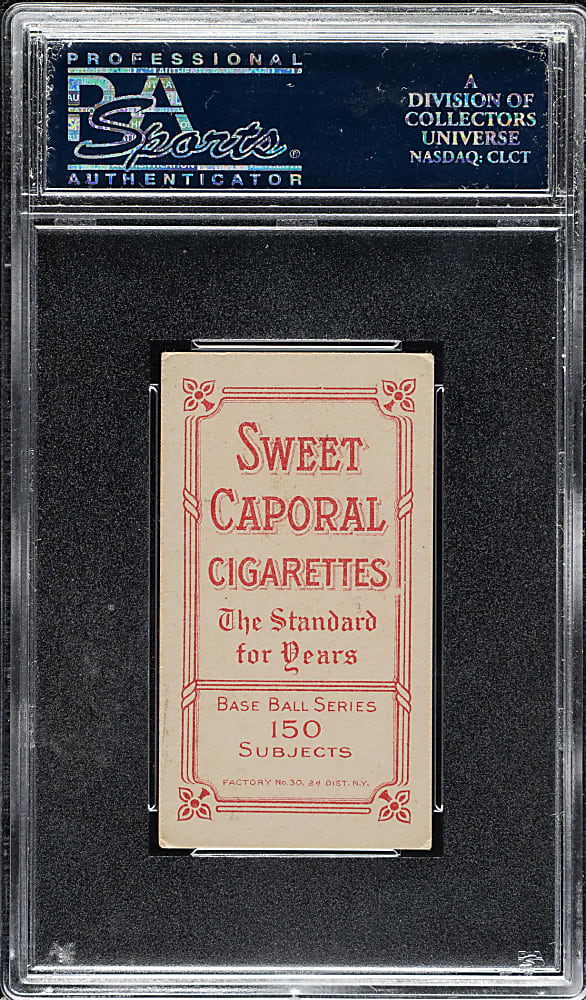 PROFESSIONAL
PSA
Sports®
AUTHENTICATOR
A
DIVISION OF
COLLECTORS
UNIVERSE
NASDAQ: CLCT
SWEET
CAPORAL
CIGARETTES
The Standard
for Years
BASE BALL SERIES
150
SUBJECTS
FACTORY No. 30, 2d DIST. N.Y.